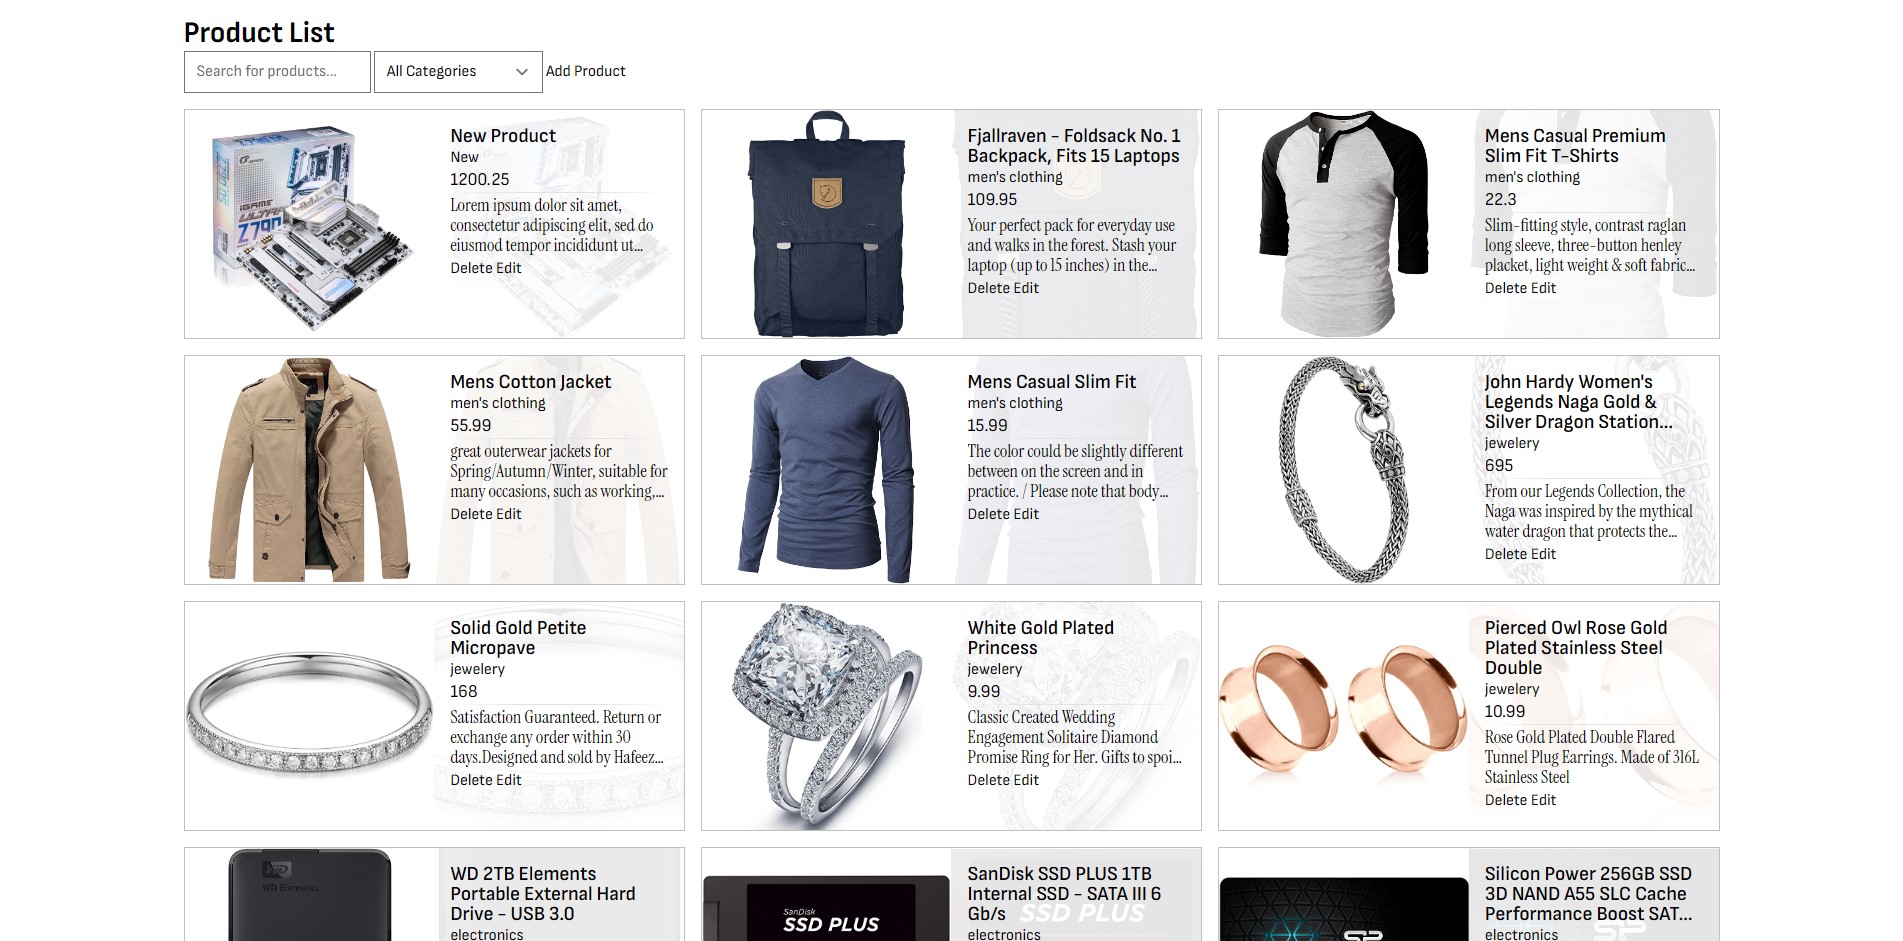 Product List
Search for products...
All Categories
Add Product
iGAME
ULTRA
Z790
New Product
New
1200.25
Lorem ipsum dolor sit amet,
consectetur adipiscing elit, sed do
eiusmod tempor incididunt ut...
Delete Edit
Fjallraven - Foldsack No. 1
Backpack, Fits 15 Laptops
men's clothing
109.95
Your perfect pack for everyday use
and walks in the forest. Stash your
laptop (up to 15 inches) in the...
Delete Edit
Mens Casual Premium
Slim Fit T-Shirts
men's clothing
22.3
Slim-fitting style, contrast raglan
long sleeve, three-button henley
placket, light weight & soft fabric...
Delete Edit
Mens Cotton Jacket
men's clothing
55.99
great outerwear jackets for
Spring/Autumn/Winter, suitable for
many occasions, such as working,...
Delete Edit
Mens Casual Slim Fit
men's clothing
15.99
The color could be slightly different
between on the screen and in
practice. / Please note that body...
Delete Edit
John Hardy Women's
Legends Naga Gold &
Silver Dragon Station...
jewelery
695
From our Legends Collection, the
Naga was inspired by the mythical
water dragon that protects the...
Delete Edit
Solid Gold Petite
Micropave
jewelery
168
Satisfaction Guaranteed. Return or
exchange any order within 30
days.Designed and sold by Hafeez...
Delete Edit
White Gold Plated
Princess
jewelery
9.99
Classic Created Wedding
Engagement Solitaire Diamond
Promise Ring for Her. Gifts to spoi...
Delete Edit
Pierced Owl Rose Gold
Plated Stainless Steel
Double
jewelery
10.99
Rose Gold Plated Double Flared
Tunnel Plug Earrings. Made of 316L
Stainless Steel
Delete Edit
WD
WD Elements
WD 2TB Elements
Portable External Hard
Drive - USB 3.0
electronics
SanDisk
SSD PLUS
SanDisk SSD PLUS 1TB
Internal SSD - SATA III 6
Gb/s
SSD PLUS
electronics
SP
Silicon Power 256GB SSD
3D NAND A55 SLC Cache
Performance Boost SAT...
SP
electronics